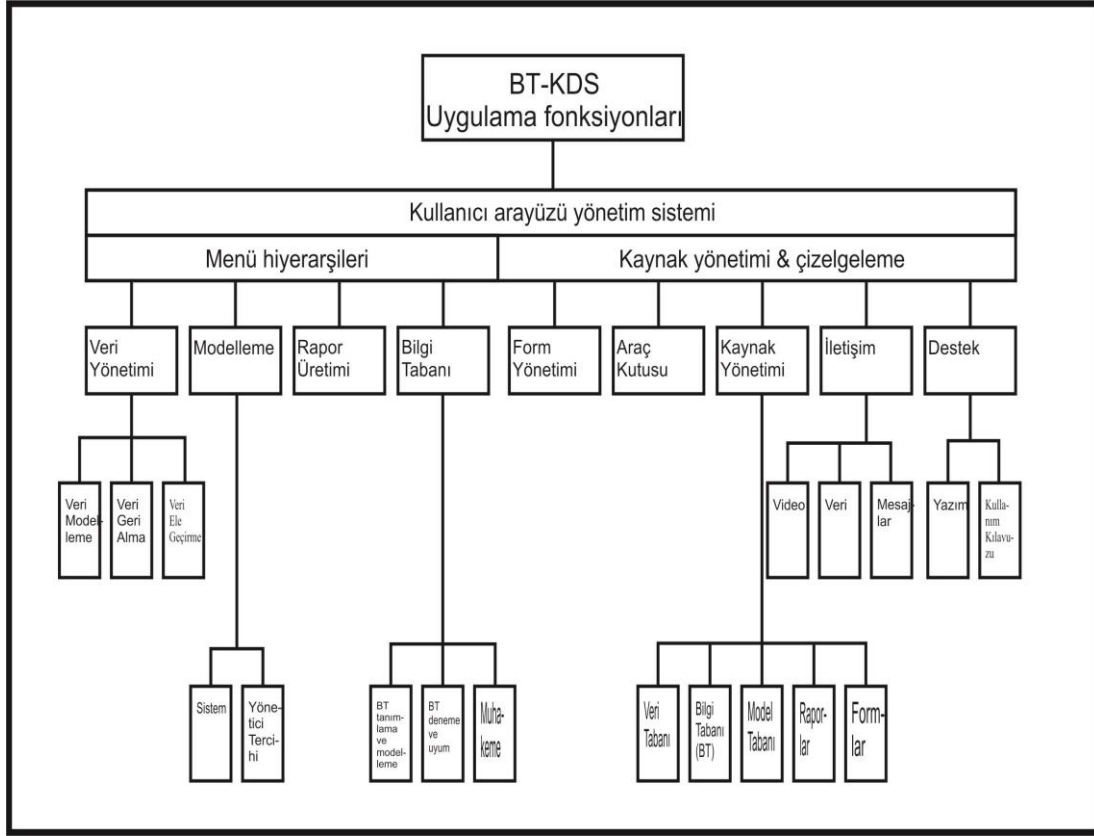 BT-KDS
Uygulama fonksiyonları
Kullanıcı arayüzü yönetim sistemi
Menü hiyerarşileri
Kaynak yönetimi & çizelgeleme
Veri
Yönetimi
Modelleme
Rapor
Üretimi
Bilgi
Tabanı
Form
Yönetimi
Araç
Kutusu
Kaynak
Yönetimi
İletişim
Destek
Veri
Model-
leme
Veri
Geri
Alma
Veri
Ele
Geçirme
Video
Veri
Mesaj-
lar
Yazım
Kulla-
nım
Kılavu-
zu
Sistem
Yöne-
tici
Terci-
hi
BT
tanım-
lama
ve
model-
leme
BT
deneme
ve
uyum
Muha-
keme
Veri
Tabanı
Bilgi
Tabanı
(BT)
Model
Tabanı
Rapor-
lar
Form-
lar